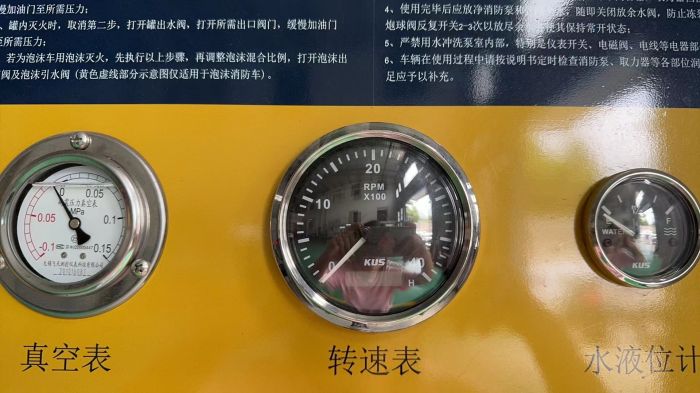 缓慢加油门至所需压力;
、罐内灭火时,取消第二步,打开罐出水阀,打开所需出口阀门,缓慢加油门
至所需压力;
、若为泡沫车用泡沫灭火,先执行以上步骤,再调整泡沫混合比例,打开泡沫出
阀及泡沫引水阀(黄色虚线部分示意图仅适用于泡沫消防车)。
4、使用完毕后应放净消防泵和
随即关闭放余水阀,防止冻
炮球阀反复开关2-3次以放尽余
其保持常开状态;
5、严禁用水冲洗泵室内部,特别是仪表开关、电磁阀、电线等电器部
6、车辆在使用过程中请按说明书定时检查消防泵、取力器等各部位润
足应予以补充。
0 0.05 0.1 0.15
0.05 -0.1
MPa
真空表
0 10 20 40
RPM
X100
KUS
H
转速表
WATER
F
KUS
水液位计